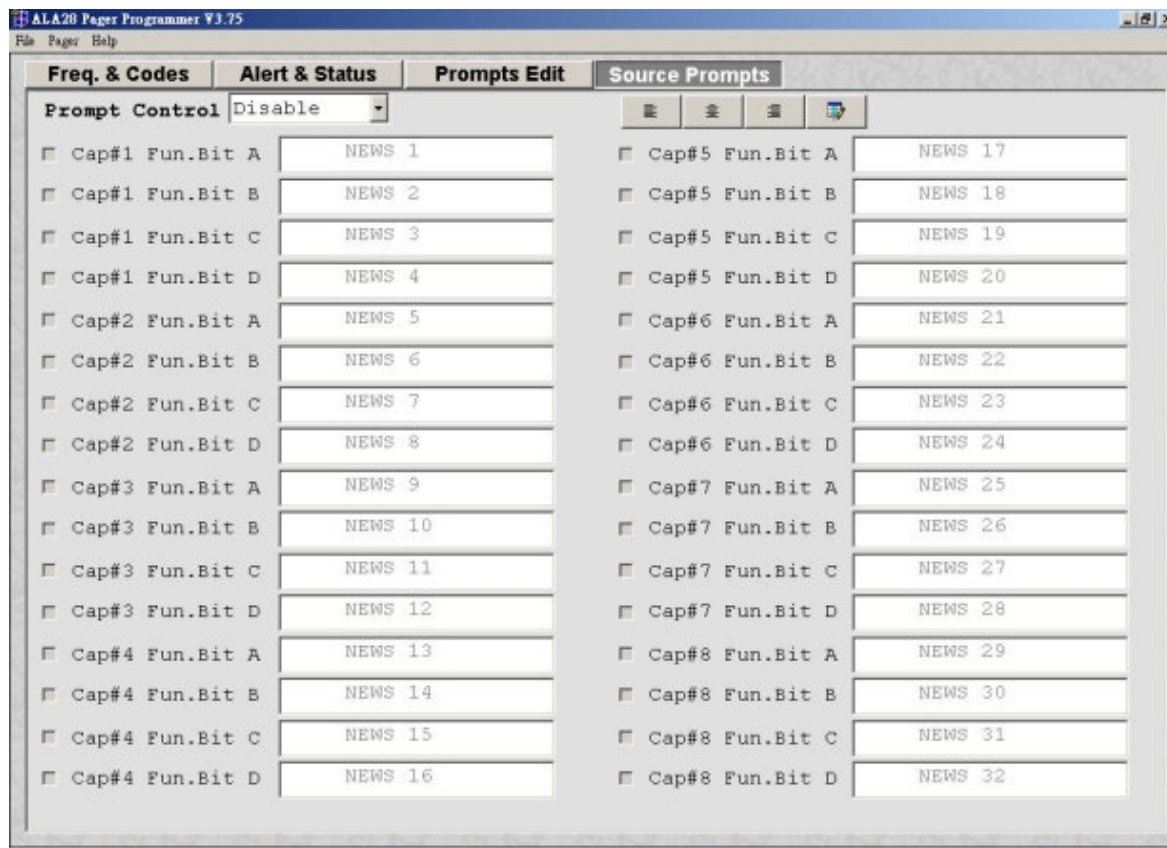 ALA28 Pager Programmer V3.75
File Pager Help
Freq. & Codes Alert & Status Prompts Edit Source Prompts
Prompt Control Disable
Cap#1 Fun.Bit A NEWS 1
Cap#1 Fun.Bit B NEWS 2
Cap#1 Fun.Bit C NEWS 3
Cap#1 Fun.Bit D NEWS 4
Cap#2 Fun.Bit A NEWS 5
Cap#2 Fun.Bit B NEWS 6
Cap#2 Fun.Bit C NEWS 7
Cap#2 Fun.Bit D NEWS 8
Cap#3 Fun.Bit A NEWS 9
Cap#3 Fun.Bit B NEWS 10
Cap#3 Fun.Bit C NEWS 11
Cap#3 Fun.Bit D NEWS 12
Cap#4 Fun.Bit A NEWS 13
Cap#4 Fun.Bit B NEWS 14
Cap#4 Fun.Bit C NEWS 15
Cap#4 Fun.Bit D NEWS 16
Cap#5 Fun.Bit A NEWS 17
Cap#5 Fun.Bit B NEWS 18
Cap#5 Fun.Bit C NEWS 19
Cap#5 Fun.Bit D NEWS 20
Cap#6 Fun.Bit A NEWS 21
Cap#6 Fun.Bit B NEWS 22
Cap#6 Fun.Bit C NEWS 23
Cap#6 Fun.Bit D NEWS 24
Cap#7 Fun.Bit A NEWS 25
Cap#7 Fun.Bit B NEWS 26
Cap#7 Fun.Bit C NEWS 27
Cap#7 Fun.Bit D NEWS 28
Cap#8 Fun.Bit A NEWS 29
Cap#8 Fun.Bit B NEWS 30
Cap#8 Fun.Bit C NEWS 31
Cap#8 Fun.Bit D NEWS 32